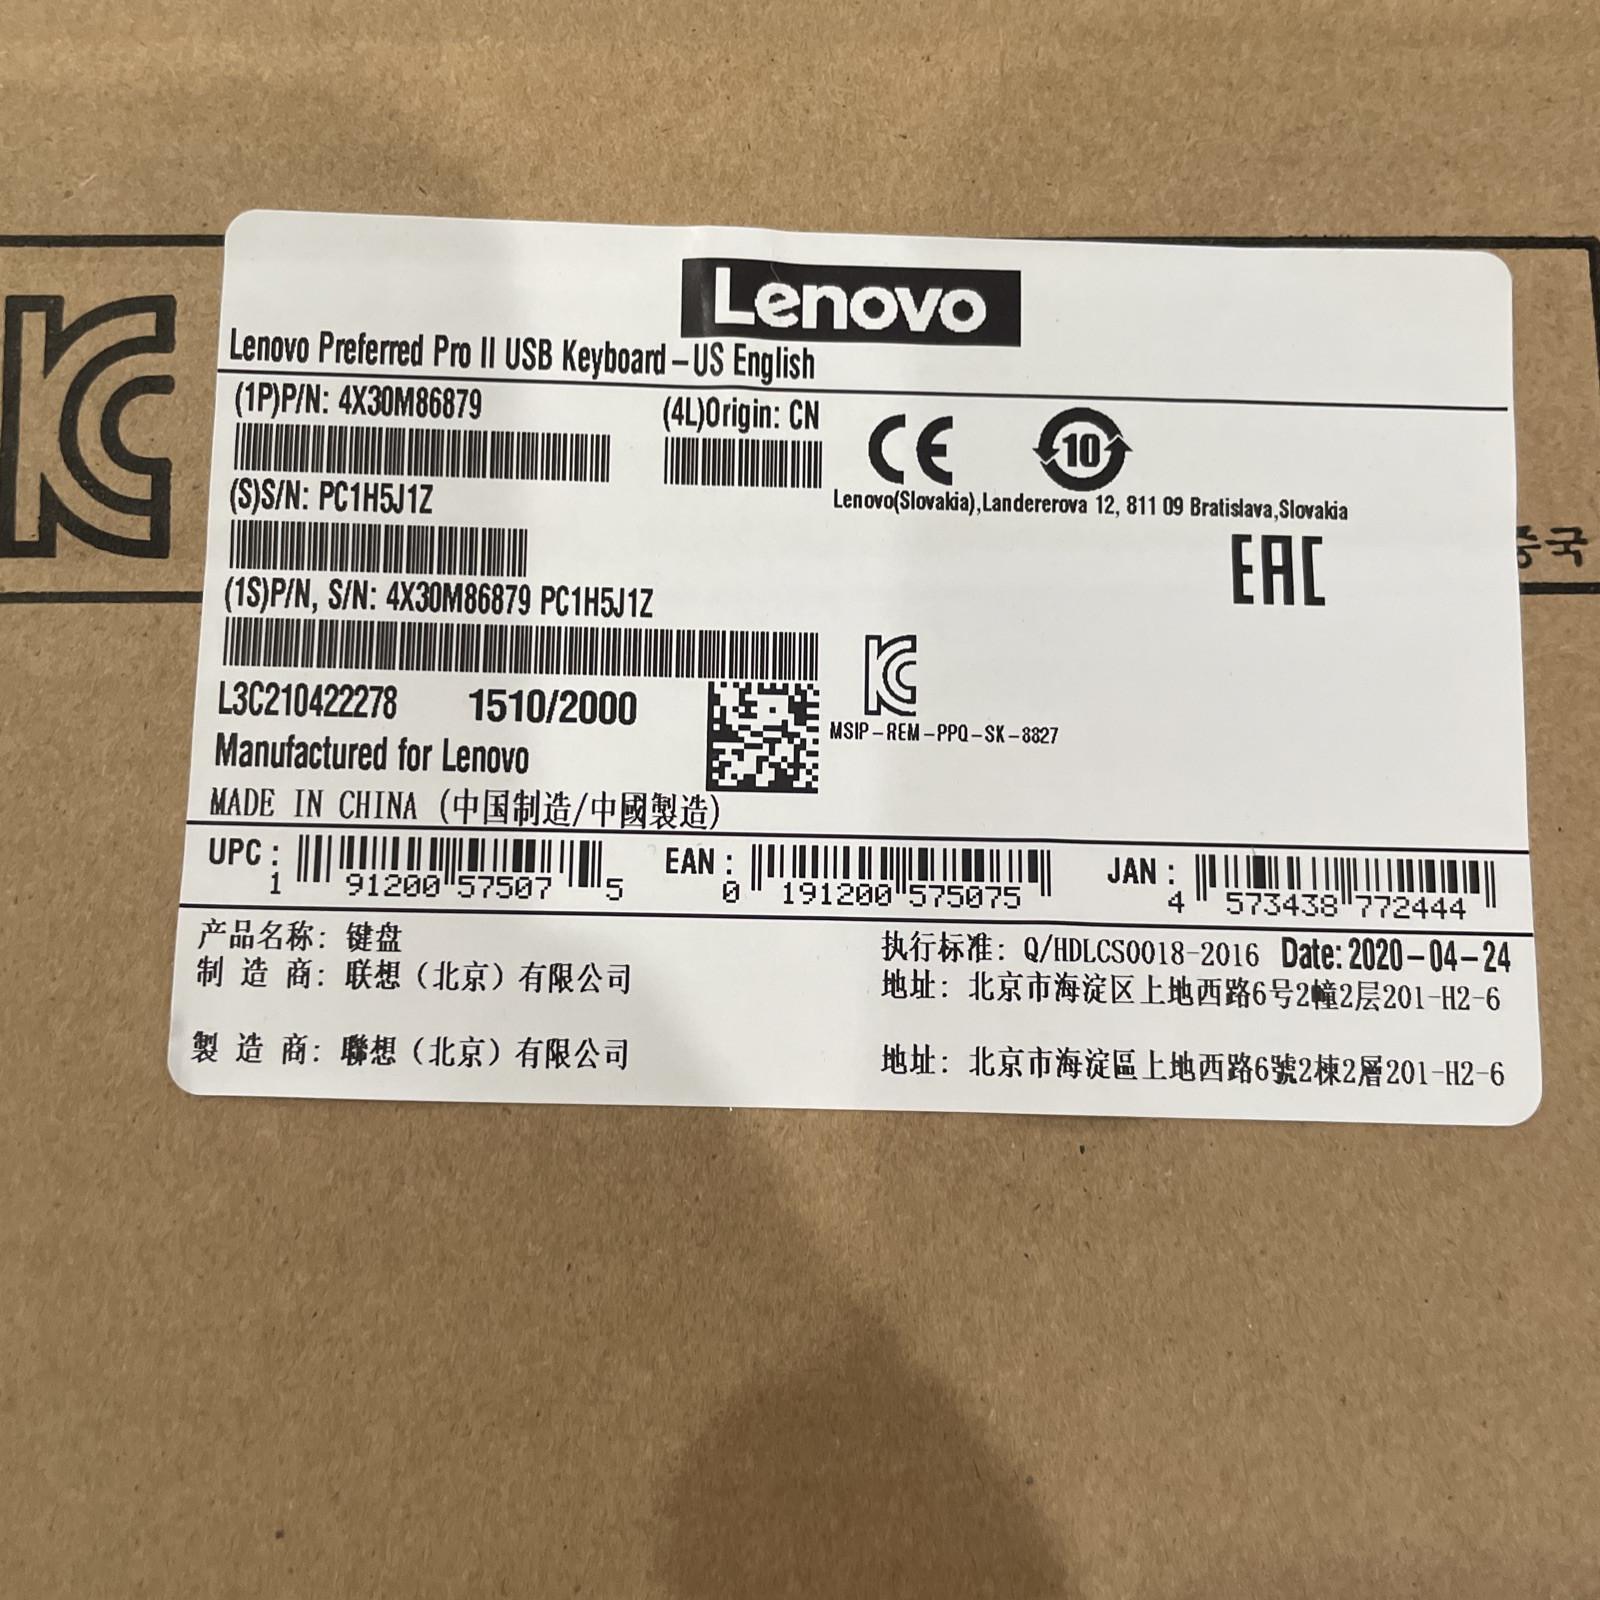 Lenovo
Lenovo Preferred Pro II USB Keyboard – US English
(1P)P/N: 4X30M86879
(4L)Origin: CN
CE
10
(S)S/N: PC1H5J1Z
Lenovo(Slovakia),Landererova 12, 811 09 Bratislava,Slovakia
EAC
중국
(1S)P/N, S/N: 4X30M86879 PC1H5J1Z
L3C210422278 1510/2000
MSIP-REM-PPQ-SK-8827
Manufactured for Lenovo
MADE IN CHINA (中国制造/中國製造)
UPC: 1 91200 57507 5
EAN: 0 191200 575075
JAN: 4 573438 772444
产品名称: 键盘
执行标准: Q/HDLCS0018-2016 Date: 2020-04-24
制 造 商: 联想（北京）有限公司
地址: 北京市海淀区上地西路6号2幢2层201-H2-6
製 造 商: 聯想（北京）有限公司
地址: 北京市海淀區上地西路6號2棟2層201-H2-6